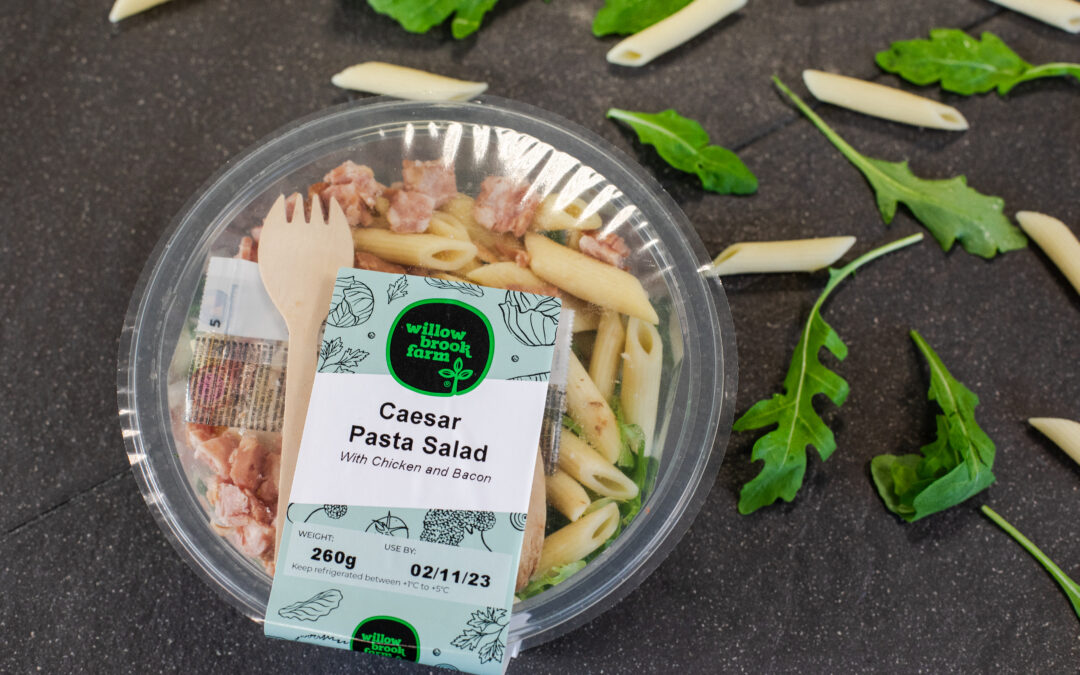 5
willow
brook
farm
®
Caesar
Pasta Salad
With Chicken and Bacon
WEIGHT:
260g
USE BY:
02/11/23
Keep refrigerated between +1°C to +5°C
willow
brook
farm